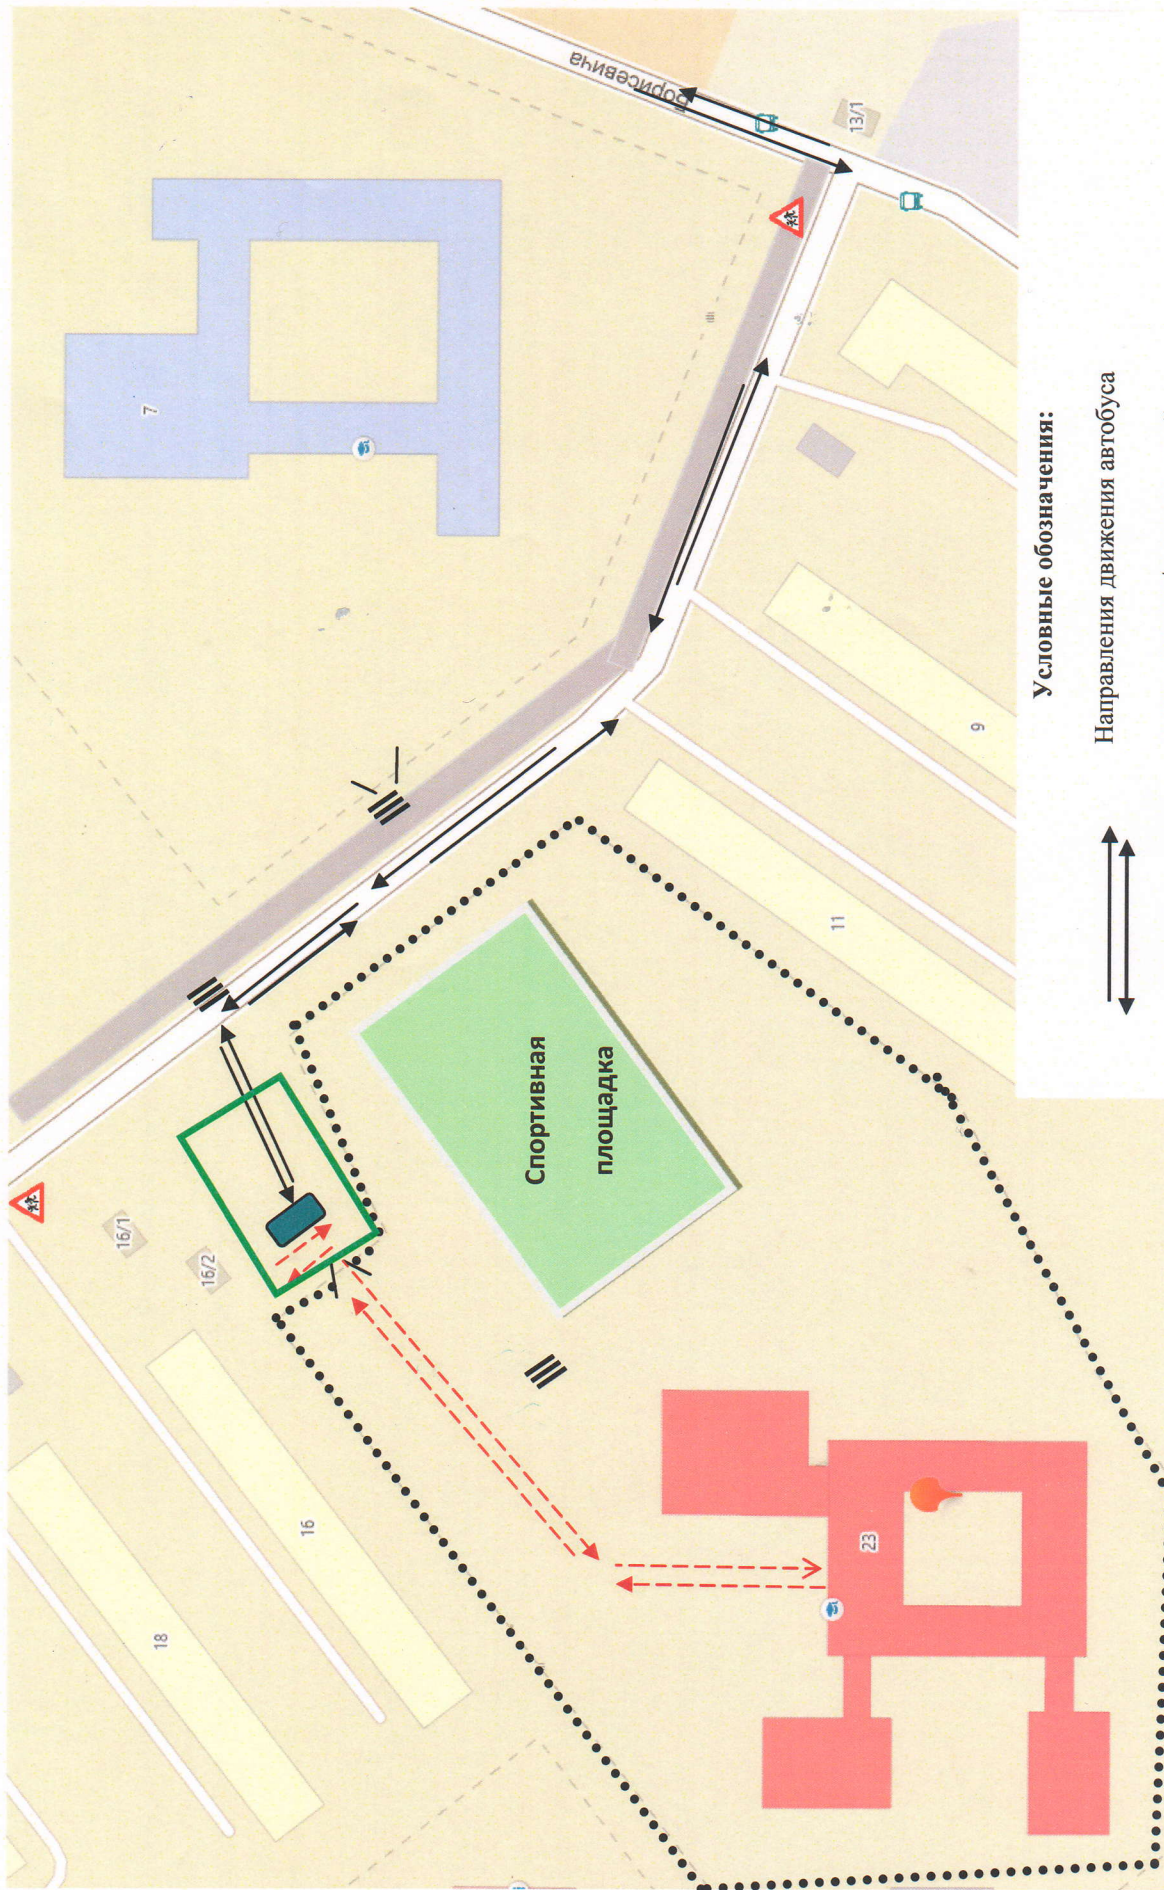 Борисевича
13/1
7
9
11
Спортивная
площадка
16/1
16/2
16
18
23
Условные обозначения:
Направления движения автобуса